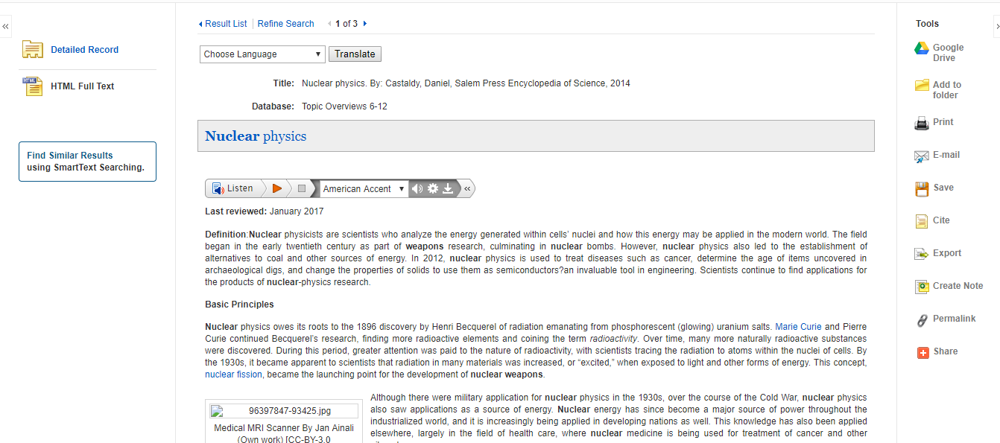 «
Detailed Record
HTML Full Text
Find Similar Results
using SmartText Searching.
Result List Refine Search 1 of 3
Choose Language Translate
Title: Nuclear physics. By: Castaldy, Daniel, Salem Press Encyclopedia of Science, 2014
Database: Topic Overviews 6-12
Nuclear physics
Listen American Accent «
Last reviewed: January 2017
Definition:Nuclear physicists are scientists who analyze the energy generated within cells’ nuclei and how this energy may be applied in the modern world. The field
began in the early twentieth century as part of weapons research, culminating in nuclear bombs. However, nuclear physics also led to the establishment of
alternatives to coal and other sources of energy. In 2012, nuclear physics is used to treat diseases such as cancer, determine the age of items uncovered in
archaeological digs, and change the properties of solids to use them as semiconductors?an invaluable tool in engineering. Scientists continue to find applications for
the products of nuclear-physics research.
Basic Principles
Nuclear physics owes its roots to the 1896 discovery by Henri Becquerel of radiation emanating from phosphorescent (glowing) uranium salts. Marie Curie and Pierre
Curie continued Becquerel’s research, finding more radioactive elements and coining the term radioactivity. Over time, many more naturally radioactive substances
were discovered. During this period, greater attention was paid to the nature of radioactivity, with scientists tracing the radiation to atoms within the nuclei of cells. By
the 1930s, it became apparent to scientists that radiation in many materials was increased, or “excited,” when exposed to light and other forms of energy. This concept,
nuclear fission, became the launching point for the development of nuclear weapons.
96397847-93425.jpg
Medical MRI Scanner By Jan Ainali
(Own work) [CC-BY-3.0
Although there were military application for nuclear physics in the 1930s, over the course of the Cold War, nuclear physics
also saw applications as a source of energy. Nuclear energy has since become a major source of power throughout the
industrialized world, and it is increasingly being applied in developing nations as well. This knowledge has also been applied
elsewhere, largely in the field of health care, where nuclear medicine is being used for treatment of cancer and other
Tools
Google
Drive
Add to
folder
Print
E-mail
Save
Cite
Export
Create Note
Permalink
Share